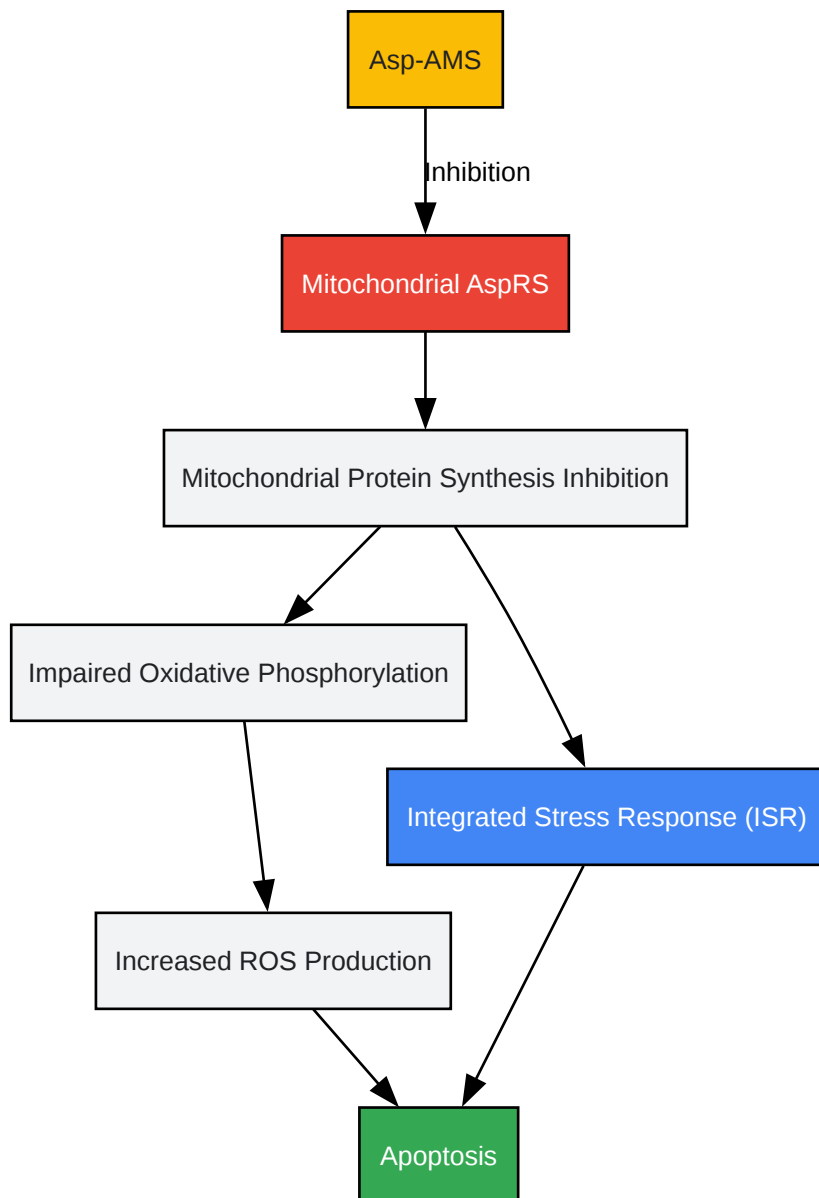 Asp-AMS
Inhibition
Mitochondrial AspRS
Mitochondrial Protein Synthesis Inhibition
Impaired Oxidative Phosphorylation
Integrated Stress Response (ISR)
Increased ROS Production
Apoptosis